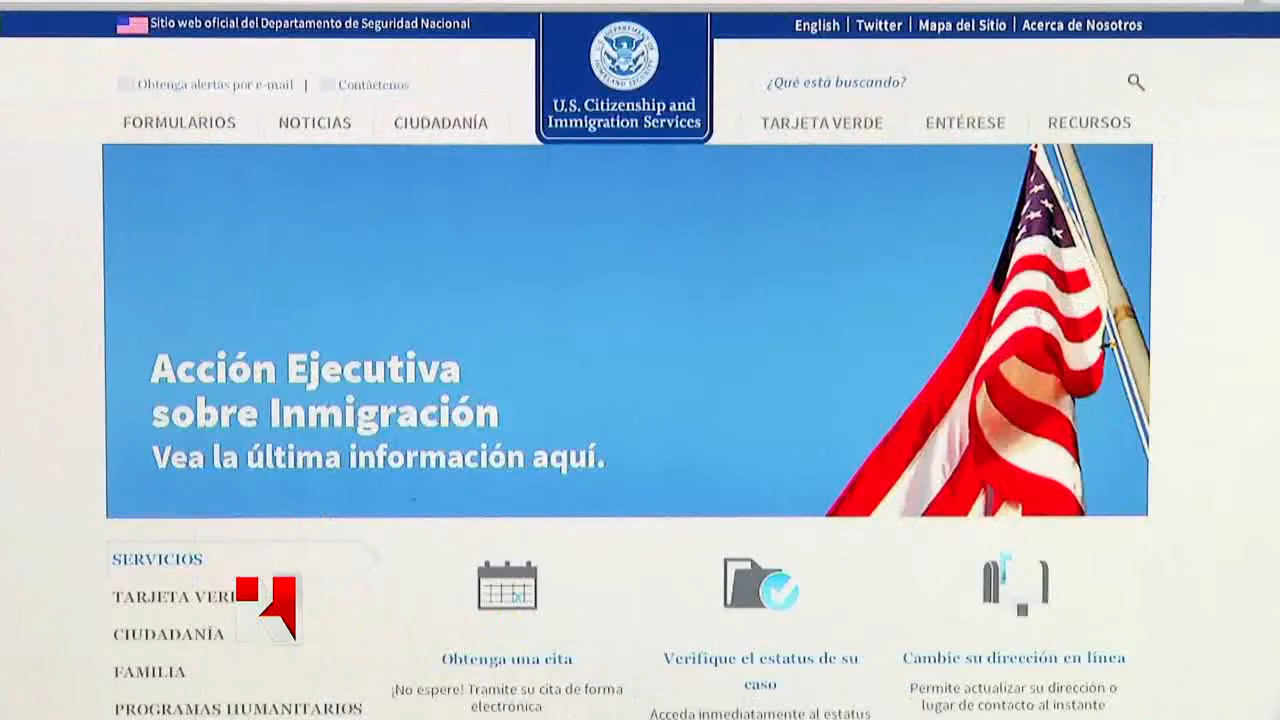 Sitio web oficial del Departamento de Seguridad Nacional
English | Twitter | Mapa del Sitio | Acerca de Nosotros
Obtenga alertas por e-mail | Contáctenos
¿Qué está buscando?
U.S. Citizenship and
Immigration Services
FORMULARIOS NOTICIAS CIUDADANÍA
TARJETA VERDE ENTÉRESE RECURSOS
Acción Ejecutiva
sobre Inmigración
Vea la última información aquí.
SERVICIOS
TARJETA
CIUDADANÍA
FAMILIA
PROGRAMAS HUMANITARIOS
Obtenga una cita
¡No espere! Tramite su cita de forma
electrónica
Verifique el estatus de su
caso
Acceda inmediatamente al estatus
Cambie su dirección en línea
Permite actualizar su dirección o
lugar de contacto al instante